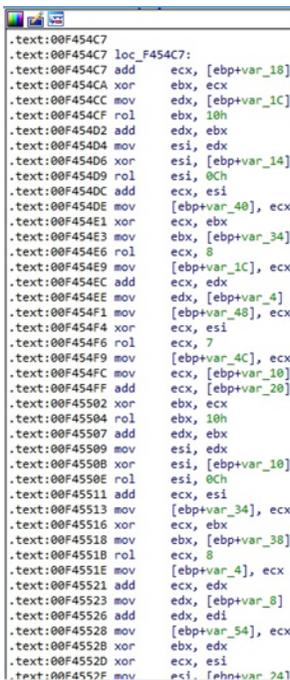 .text:00F454C7
.text:00F454C7 loc_F454C7:
.text:00F454C7 add ecx, [ebp+var_18]
.text:00F454CA xor ebx, ecx
.text:00F454CC mov edx, [ebp+var_1C]
.text:00F454CF rol ebx, 10h
.text:00F454D2 add edx, ebx
.text:00F454D4 mov esi, edx
.text:00F454D6 xor esi, [ebp+var_14]
.text:00F454D9 rol esi, 0Ch
.text:00F454DC add ecx, esi
.text:00F454DE mov [ebp+var_40], ecx
.text:00F454E1 xor ecx, ebx
.text:00F454E3 mov ebx, [ebp+var_34]
.text:00F454E6 rol ecx, 8
.text:00F454E9 mov [ebp+var_1C], ecx
.text:00F454EC add ecx, edx
.text:00F454EE mov edx, [ebp+var_4]
.text:00F454F1 mov [ebp+var_48], ecx
.text:00F454F4 xor ecx, esi
.text:00F454F6 rol ecx, 7
.text:00F454F9 mov [ebp+var_4C], ecx
.text:00F454FC mov ecx, [ebp+var_10]
.text:00F454FF add ecx, [ebp+var_20]
.text:00F45502 xor ebx, ecx
.text:00F45504 rol ebx, 10h
.text:00F45507 add edx, ebx
.text:00F45509 mov esi, edx
.text:00F4550B xor esi, [ebp+var_10]
.text:00F4550E rol esi, 0Ch
.text:00F45511 add ecx, esi
.text:00F45513 mov [ebp+var_34], ecx
.text:00F45516 xor ecx, ebx
.text:00F45518 mov ebx, [ebp+var_38]
.text:00F4551B rol ecx, 8
.text:00F4551E mov [ebp+var_4], ecx
.text:00F45521 add ecx, edx
.text:00F45523 mov edx, [ebp+var_8]
.text:00F45526 add edx, edi
.text:00F45528 mov [ebp+var_54], ecx
.text:00F4552B xor ebx, edx
.text:00F4552D xor ecx, esi
.text:00F4552F mov esi, [ebp+var_24]